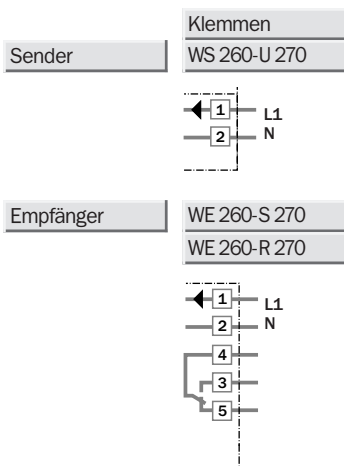 Klemmen
Sender WS 260-U 270
1 L1
2 N
Empfänger WE 260-S 270
WE 260-R 270
1 L1
2 N
4
3
5